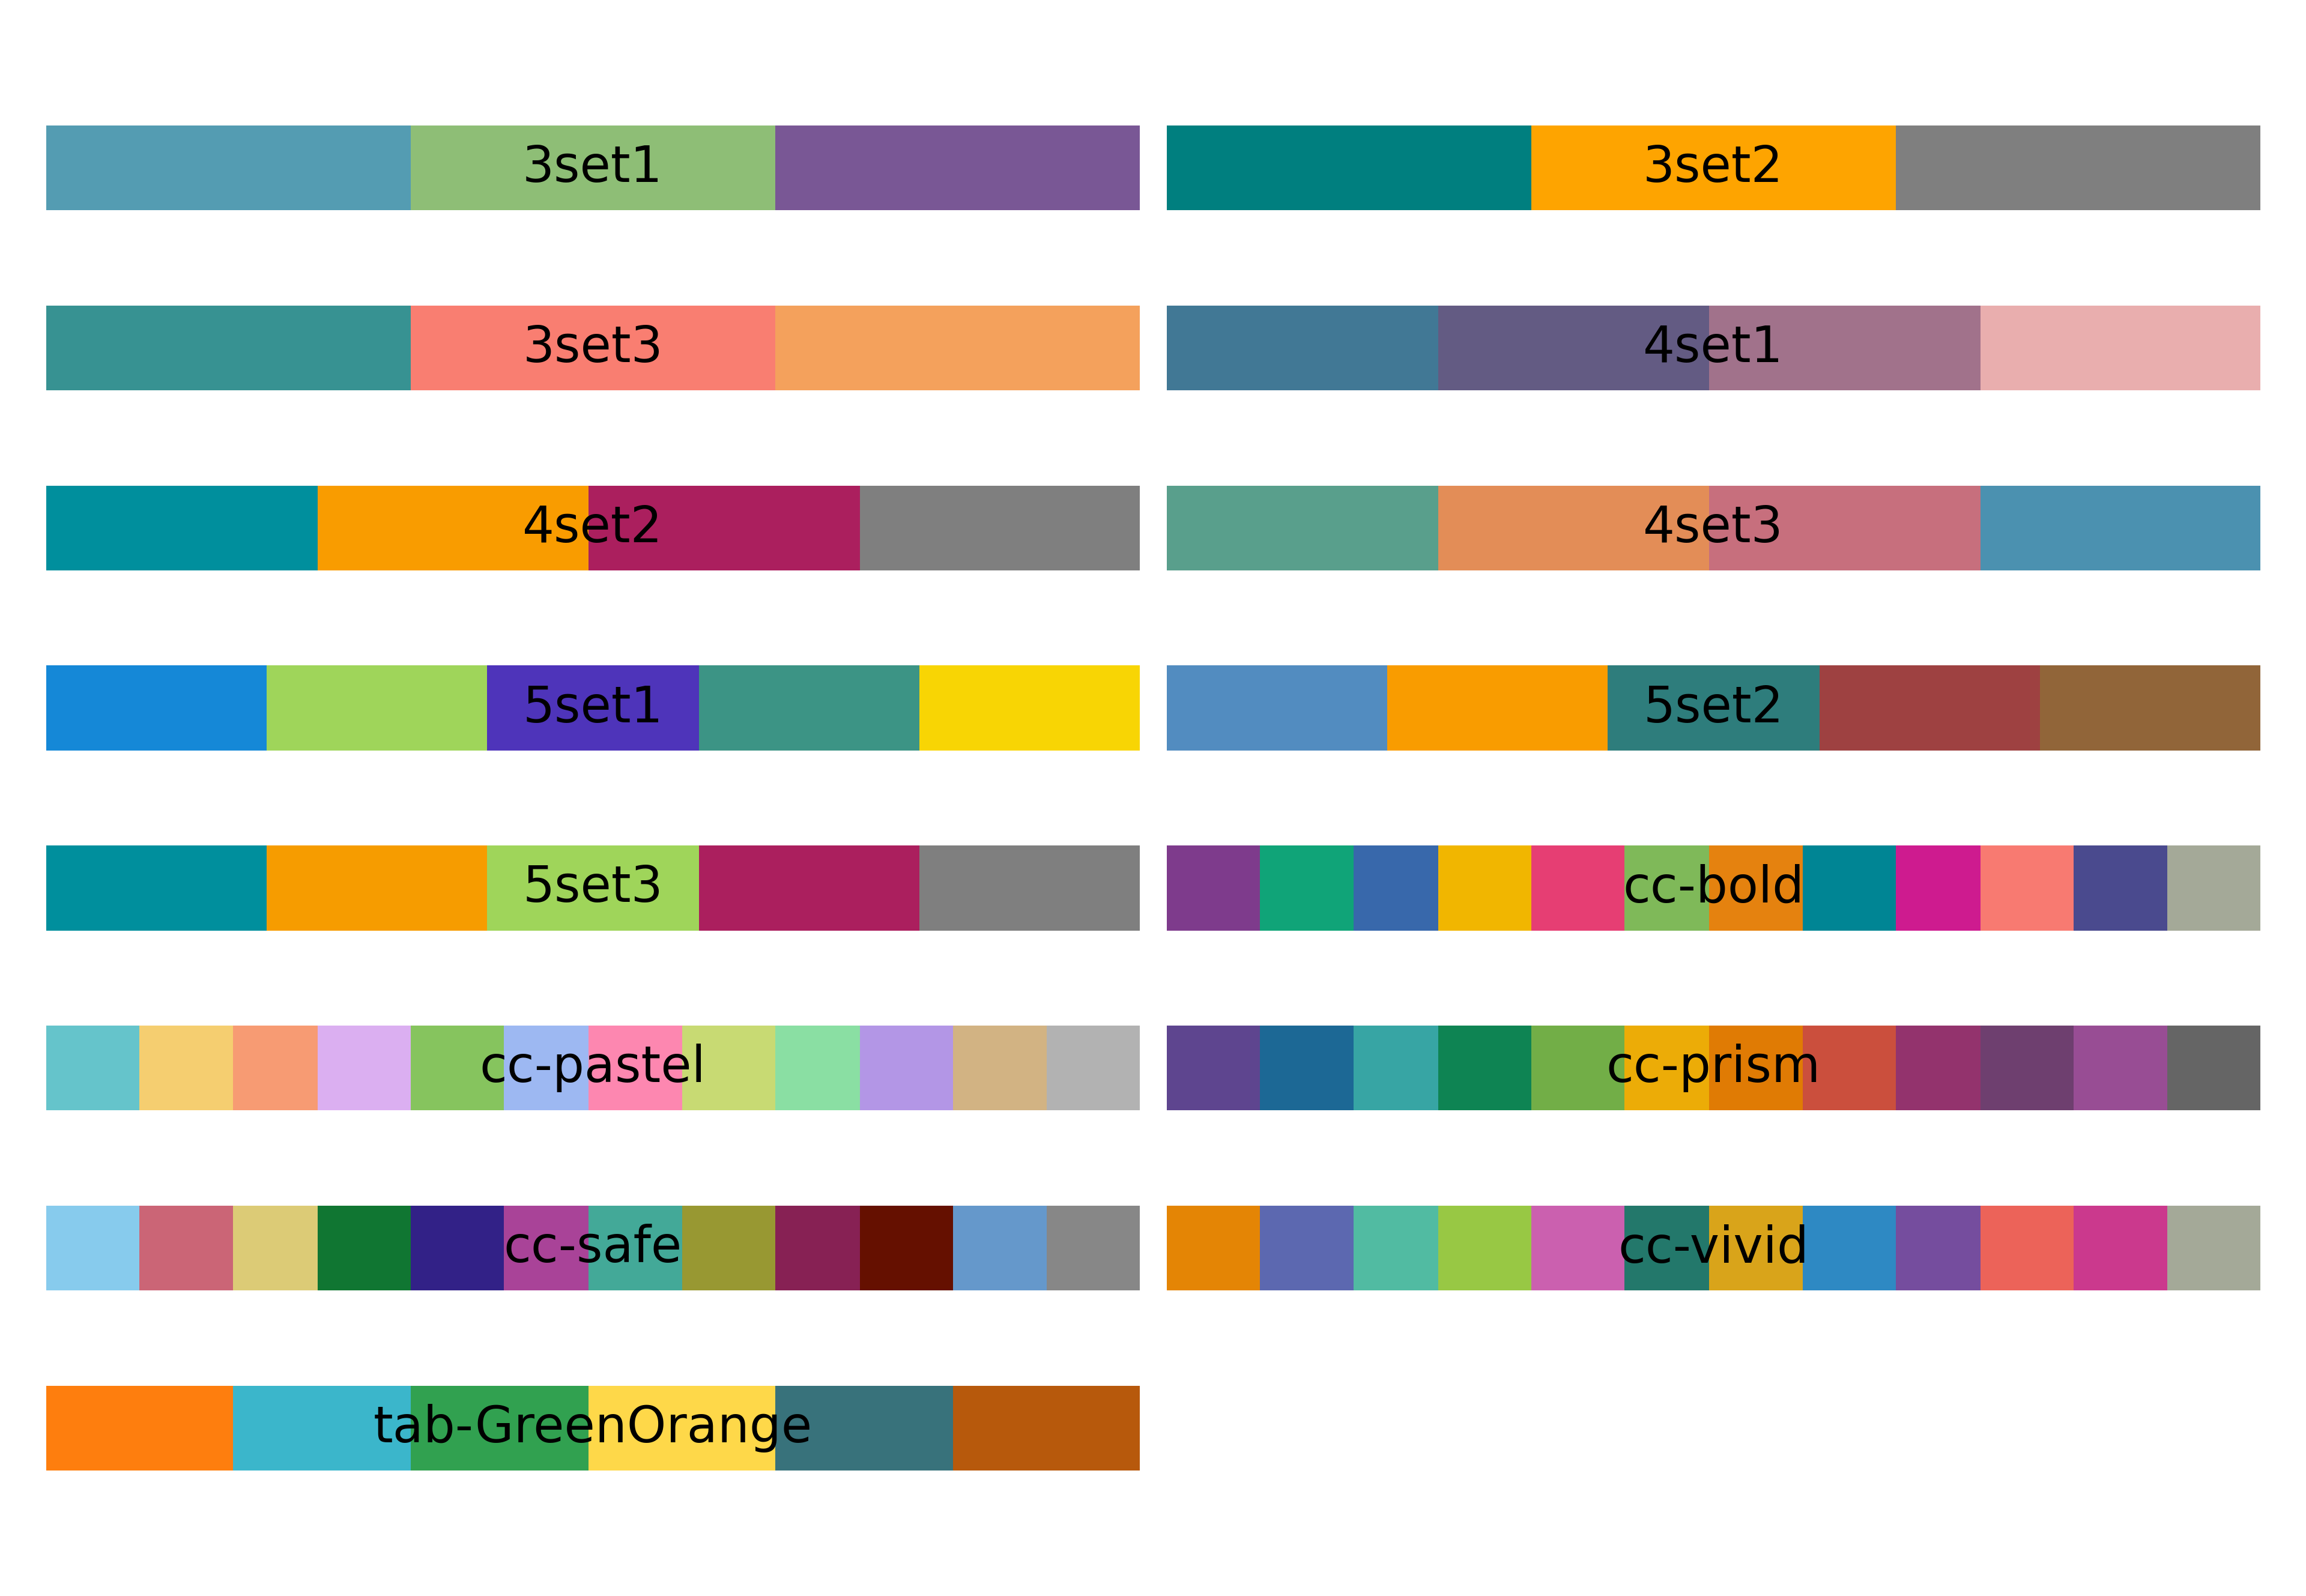 3set1
3set2
3set3
4set1
4set2
4set3
5set1
5set2
5set3
cc-bold
cc-pastel
cc-prism
cc-safe
cc-vivid
tab-GreenOrange